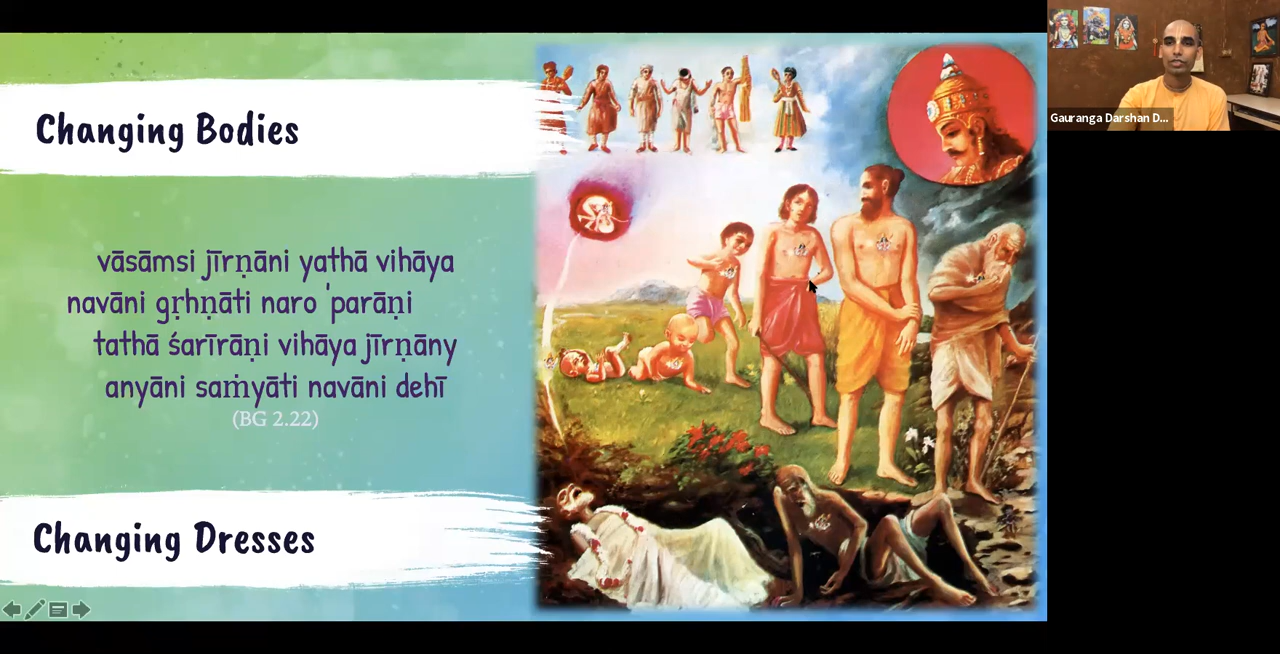 Changing Bodies
vāsāmsi jīrṇāni yathā vihāya
navāni gṛhṇāti naro 'parāṇi
tathā śarīrāṇi vihāya jīrṇāny
anyāni saṁyāti navāni dehī
(BG 2.22)
Changing Dresses
Gauranga Darshan D...